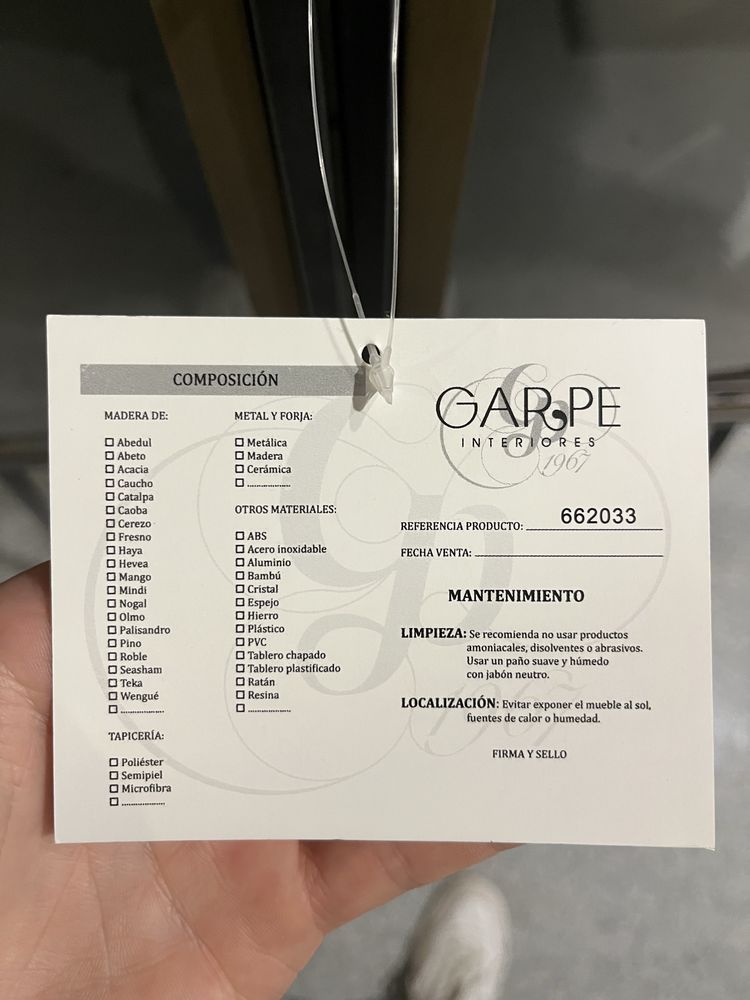 COMPOSICIÓN
MADERA DE:
☐ Abedul
☐ Abeto
☐ Acacia
☐ Caucho
☐ Catalpa
☐ Caoba
☐ Cerezo
☐ Fresno
☐ Haya
☐ Hevea
☐ Mango
☐ Mindi
☐ Nogal
☐ Olmo
☐ Palisandro
☐ Pino
☐ Roble
☐ Seasham
☐ Teka
☐ Wengué
☐ ....................
TAPICERÍA:
☐ Poliéster
☐ Semipiel
☐ Microfibra
☐ ....................
METAL Y FORJA:
☐ Metálica
☐ Madera
☐ Cerámica
☐ ....................
OTROS MATERIALES:
☐ ABS
☐ Acero inoxidable
☐ Aluminio
☐ Bambú
☐ Cristal
☐ Espejo
☐ Hierro
☐ Plástico
☐ PVC
☐ Tablero chapado
☐ Tablero plastificado
☐ Ratán
☐ Resina
☐ ....................
GARPE
INTERIORES
1967
REFERENCIA PRODUCTO: 662033
FECHA VENTA:
MANTENIMIENTO
LIMPIEZA: Se recomienda no usar productos
amoniacales, disolventes o abrasivos.
Usar un paño suave y húmedo
con jabón neutro.
LOCALIZACIÓN: Evitar exponer el mueble al sol,
fuentes de calor o humedad.
FIRMA Y SELLO
gp
1967